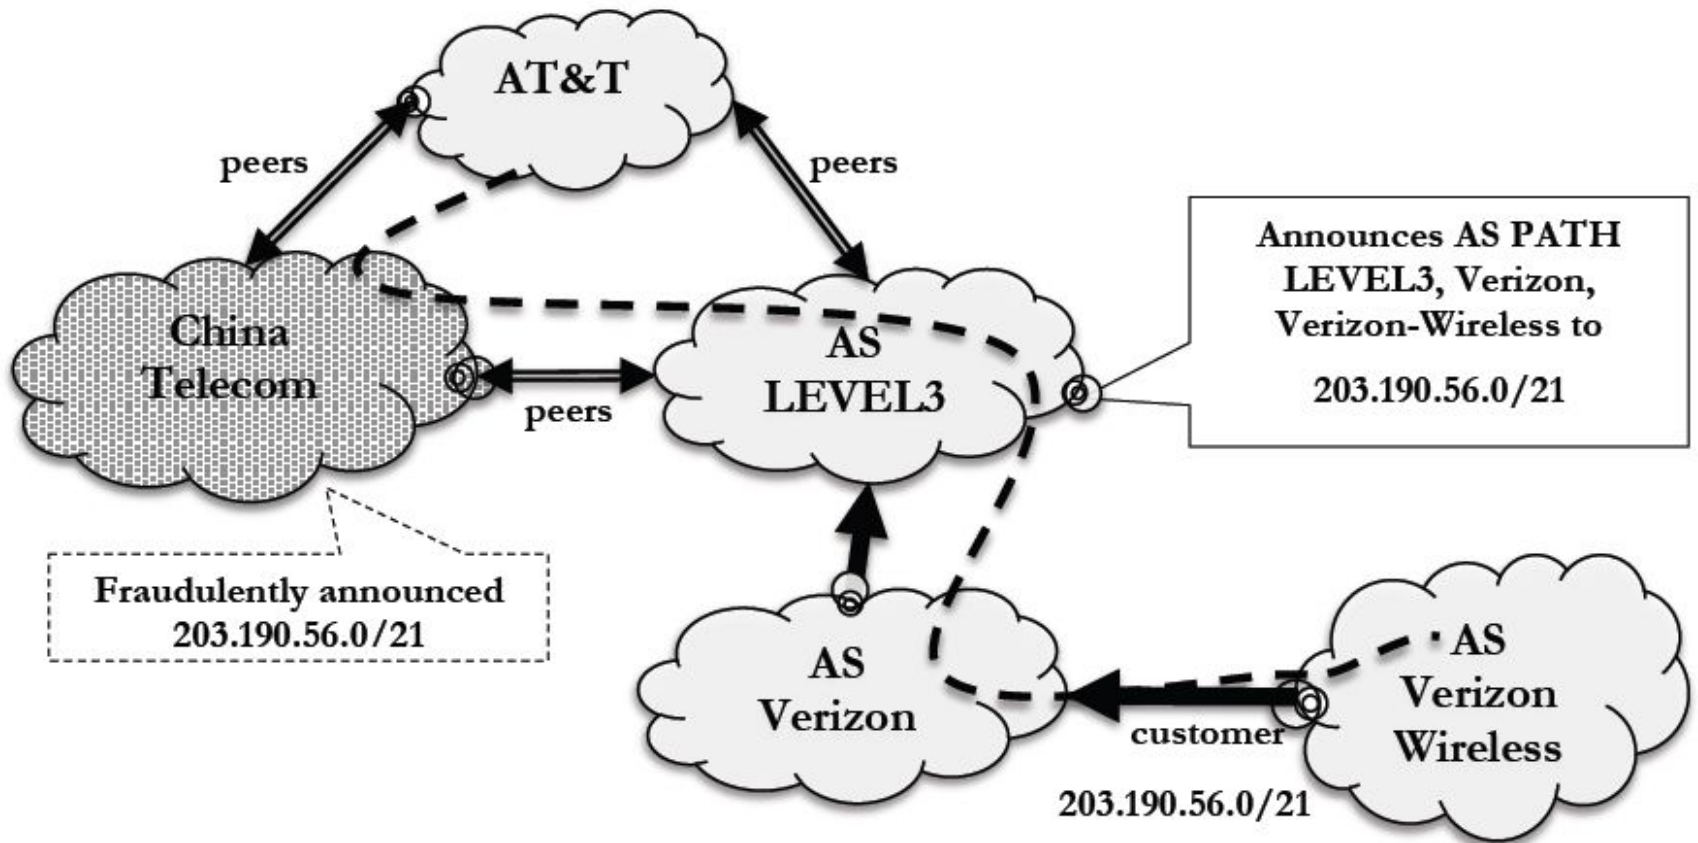 AT&T
peers
peers
Announces AS PATH
LEVEL3, Verizon,
Verizon-Wireless to
203.190.56.0/21
China
Telecom
AS
LEVEL3
peers
Fraudulently announced
203.190.56.0/21
AS
Verizon
AS
Verizon
Wireless
customer
203.190.56.0/21